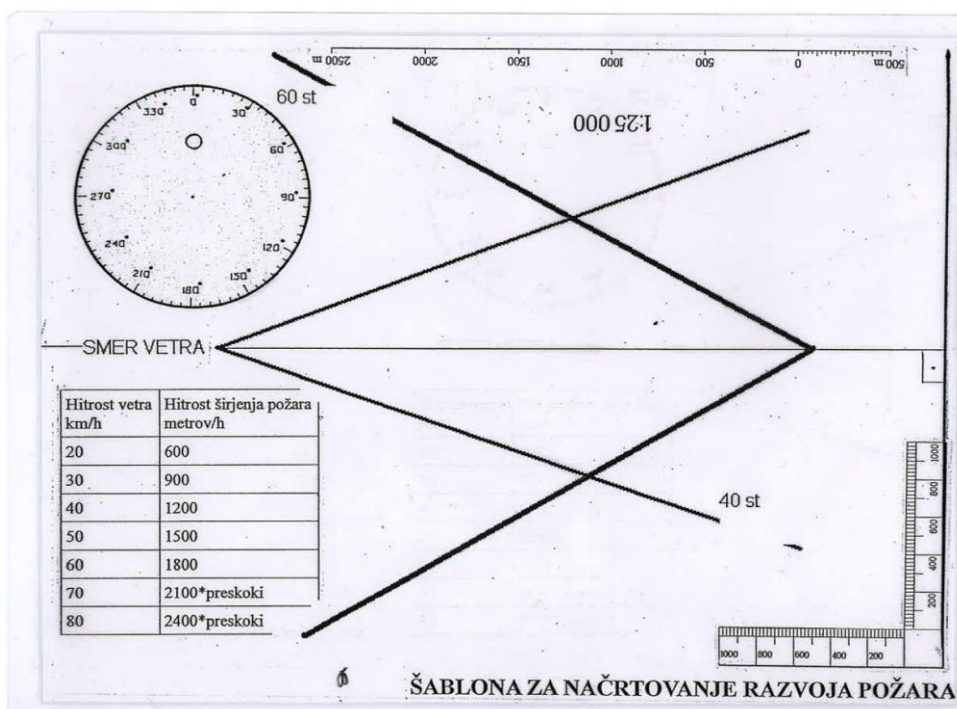 2500 m 2000 1500 1000 500 0 500 m
1:25 000
60 st
0° 30° 60° 90° 120° 150° 180° 210° 240° 270° 300° 330°
SMER VETRA
Hitrost vetra km/h
Hitrost širjenja požara metrov/h
20 600
30 900
40 1200
50 1500
60 1800
70 2100*preskoki
80 2400*preskoki
40 st
1000 800 600 400 200
1000 800 600 400 200
ŠABLONA ZA NAČRTOVANJE RAZVOJA POŽARA